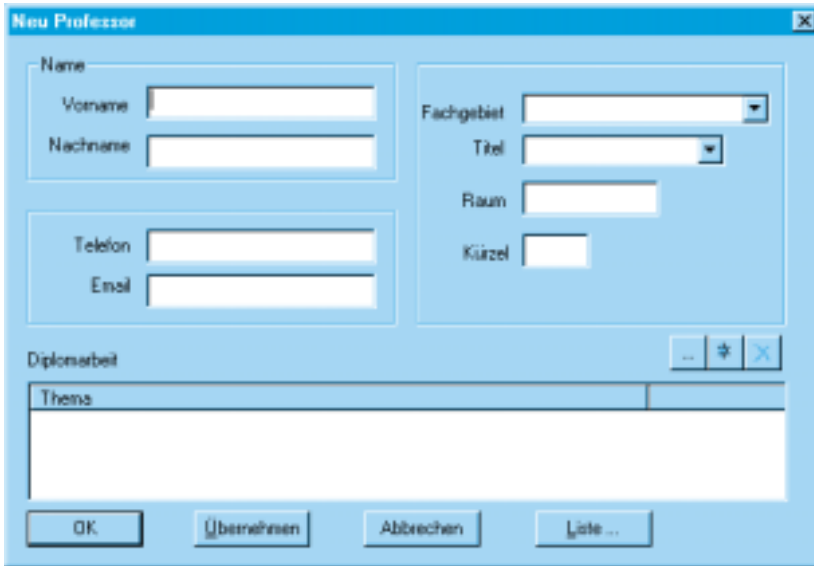 Neu Professor
Name
Vorname
Nachname
Telefon
Email
Fachgebiet
Titel
Raum
Kürzel
Diplomarbeit
...
Thema
OK
Übernehmen
Abbrechen
Liste ...